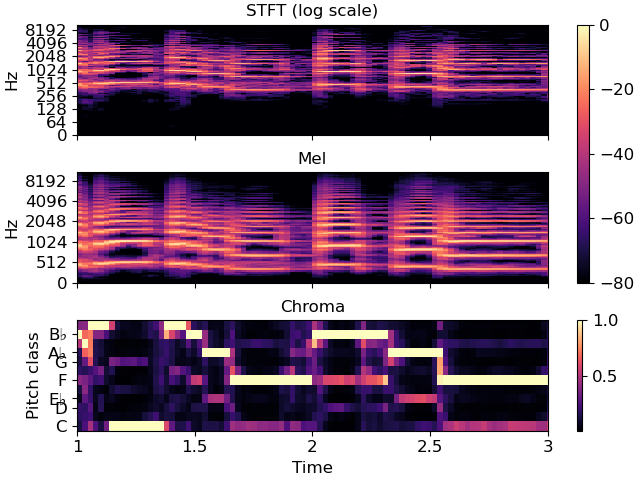 STFT (log scale)
8192
4096
2048
1024
512
256
128
64
0
Hz
0
−20
−40
−60
−80
Mel
8192
4096
2048
1024
512
0
Hz
Chroma
B♭
A♭
G
F
E♭
D
C
Pitch class
1.0
0.5
1
1.5
2
2.5
3
Time